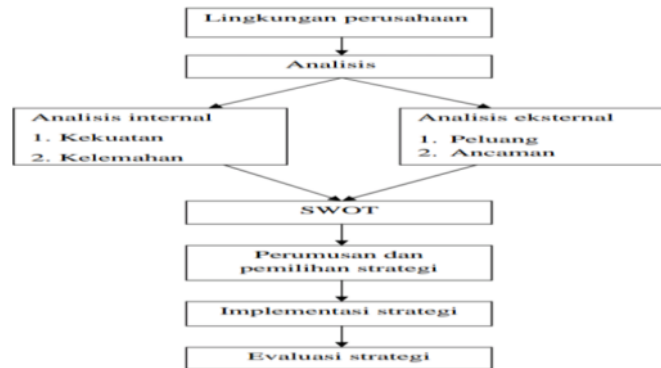 Lingkungan perusahaan
Analisis
Analisis internal
1. Kekuatan
2. Kelemahan
Analisis eksternal
1. Peluang
2. Ancaman
SWOT
Perumusan dan
pemilihan strategi
Implementasi strategi
Evaluasi strategi